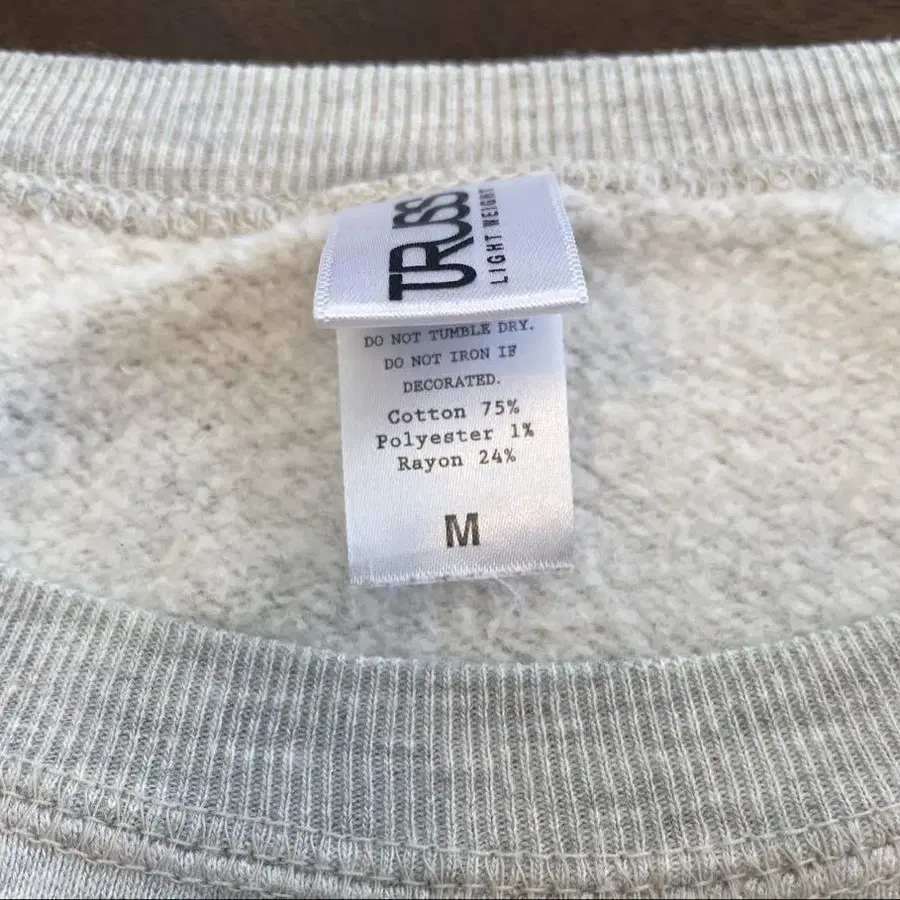 TRUSS
LIGHT WEIGHT
DO NOT TUMBLE DRY.
DO NOT IRON IF
DECORATED.
Cotton 75%
Polyester 1%
Rayon 24%
M